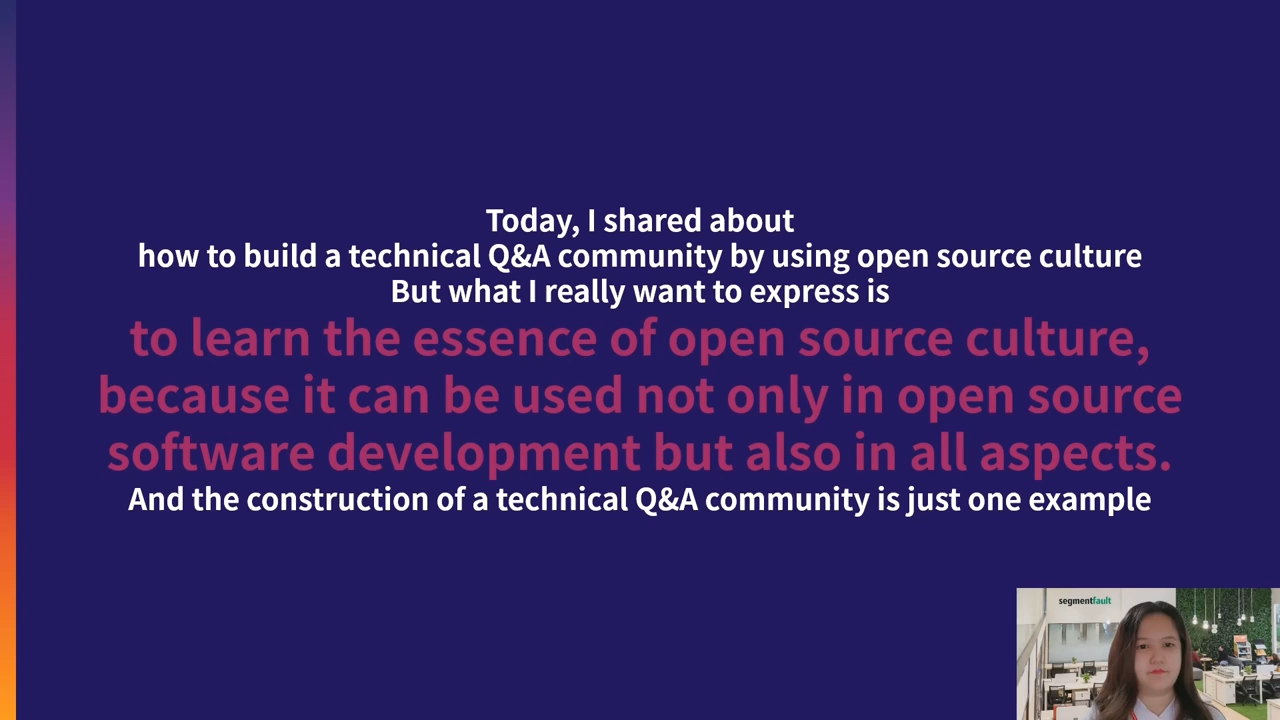 Today, I shared about
how to build a technical Q&A community by using open source culture
But what I really want to express is
to learn the essence of open source culture,
because it can be used not only in open source
software development but also in all aspects.
And the construction of a technical Q&A community is just one example
segmentfault